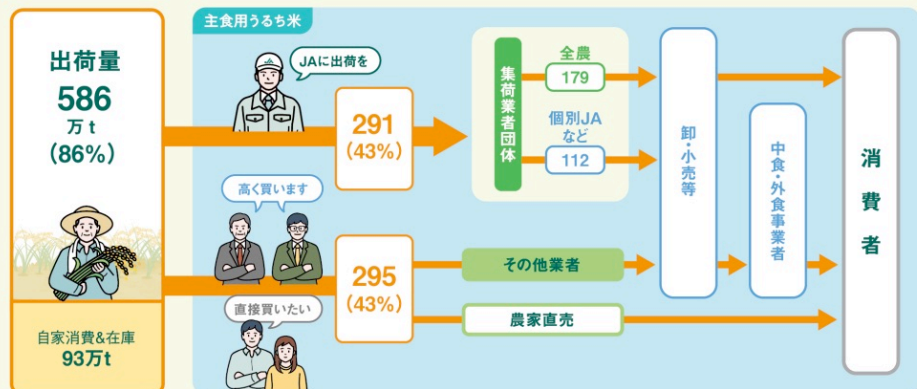 主食用うるち米
出荷量
586
万t
(86%)
自家消費&在庫
93万t
JAに出荷を
291
(43%)
高く買います
295
(43%)
直接買いたい
集荷業者団体
全農
179
個別JA
など
112
その他業者
農家直売
卸・小売等
中食・外食事業者
消費者